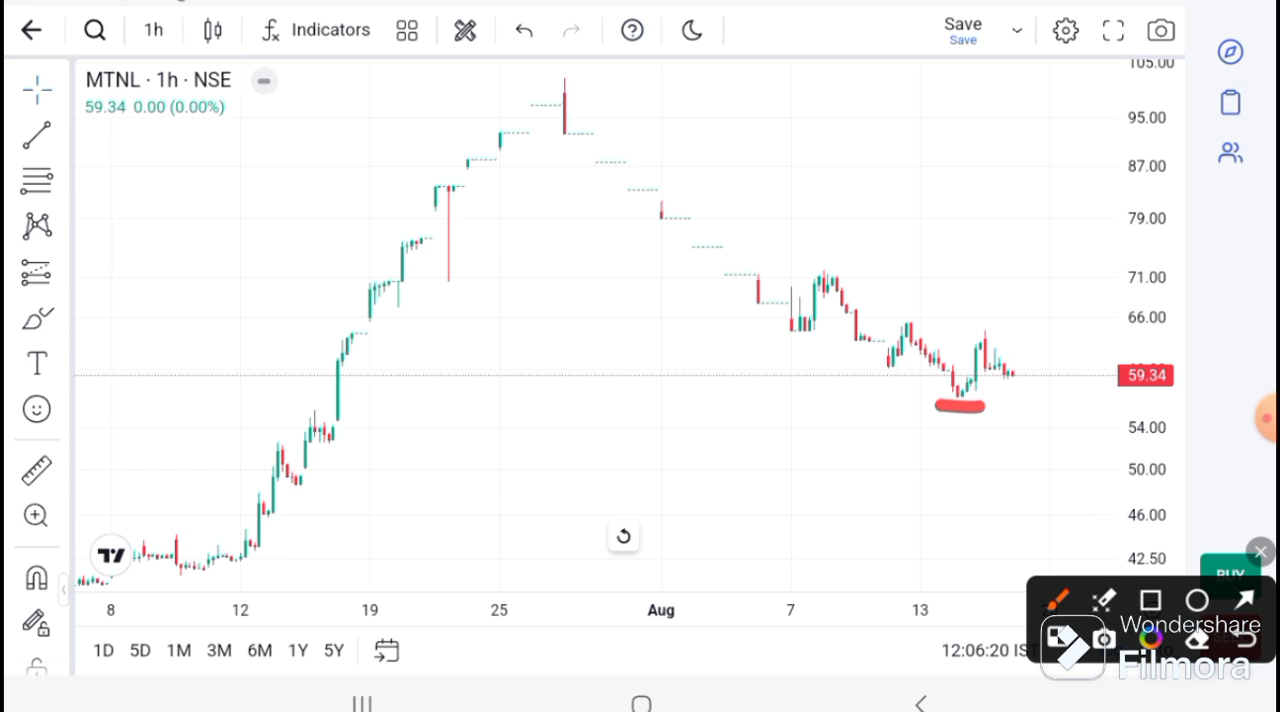 1h
Indicators
Save
Save
MTNL · 1h · NSE
59.34 0.00 (0.00%)
105.00
95.00
87.00
79.00
71.00
66.00
59.34
54.00
50.00
46.00
42.50
8 12 19 25 Aug 7 13
BUY
1D 5D 1M 3M 6M 1Y 5Y
12:06:20 IST
Wondershare
Filmora